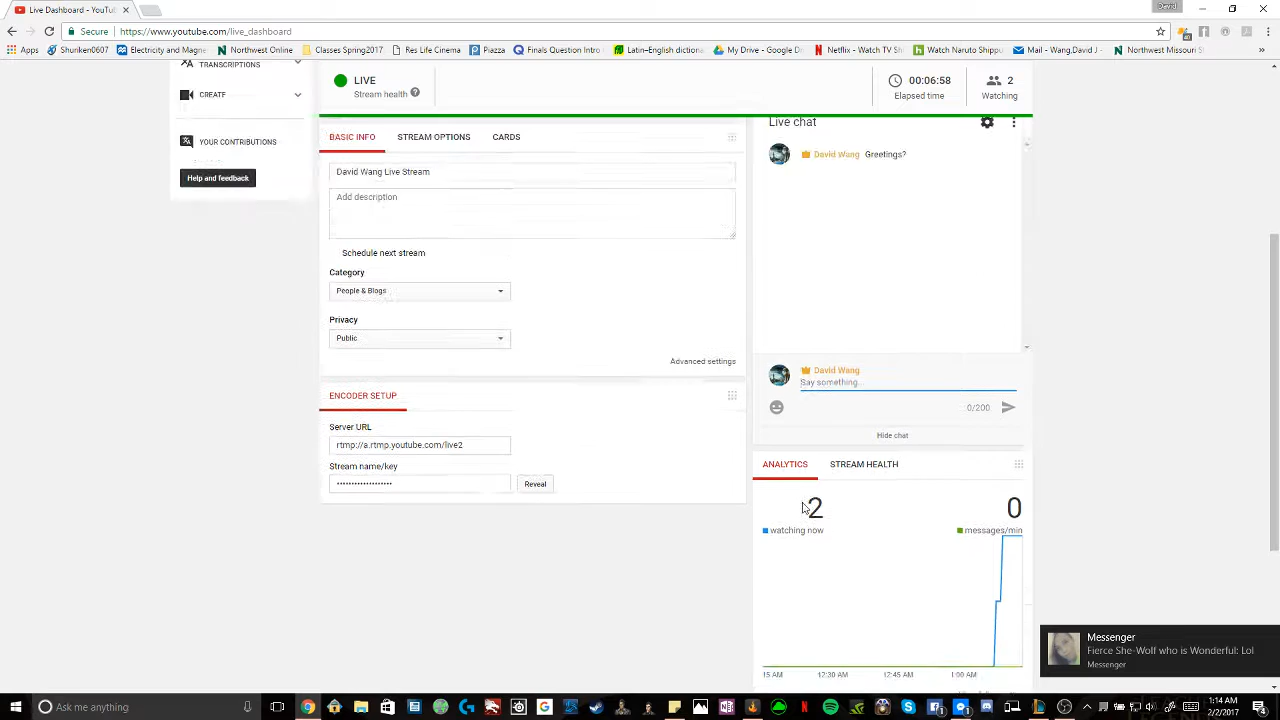 David
Live Dashboard - YouTu
Secure
https://www.youtube.com/live_dashboard
Apps
Shuriken0607
Electricity and Magne
Northwest Online
Classes Spring2017
Res Life Cinema
Piazza
Finals Question Intro
Latin–English diction
My Drive - Google D
Netflix - Watch TV Sh
Watch Naruto Shipp
Mail - Wang,David J -
Northwest Missouri S
»
TRANSCRIPTIONS
LIVE
00:06:58
2
Stream health
Elapsed time
Watching
CREATE
BASIC INFO
STREAM OPTIONS
CARDS
Live chat
YOUR CONTRIBUTIONS
David Wang Greetings?
Help and feedback
David Wang Live Stream
Add description
Schedule next stream
Category
People & Blogs
Privacy
Public
Advanced settings
David Wang
Say something...
0/200
Hide chat
ENCODER SETUP
Server URL
rtmp://a.rtmp.youtube.com/live2
Stream name/key
•••••••••••••••••••
Reveal
ANALYTICS
STREAM HEALTH
2
0
watching now
messages/min
15 AM
12:30 AM
12:45 AM
1:00 AM
Messenger
Fierce She-Wolf who is Wonderful: Lol
Messenger
Ask me anything
1:14 AM
2/2/2017